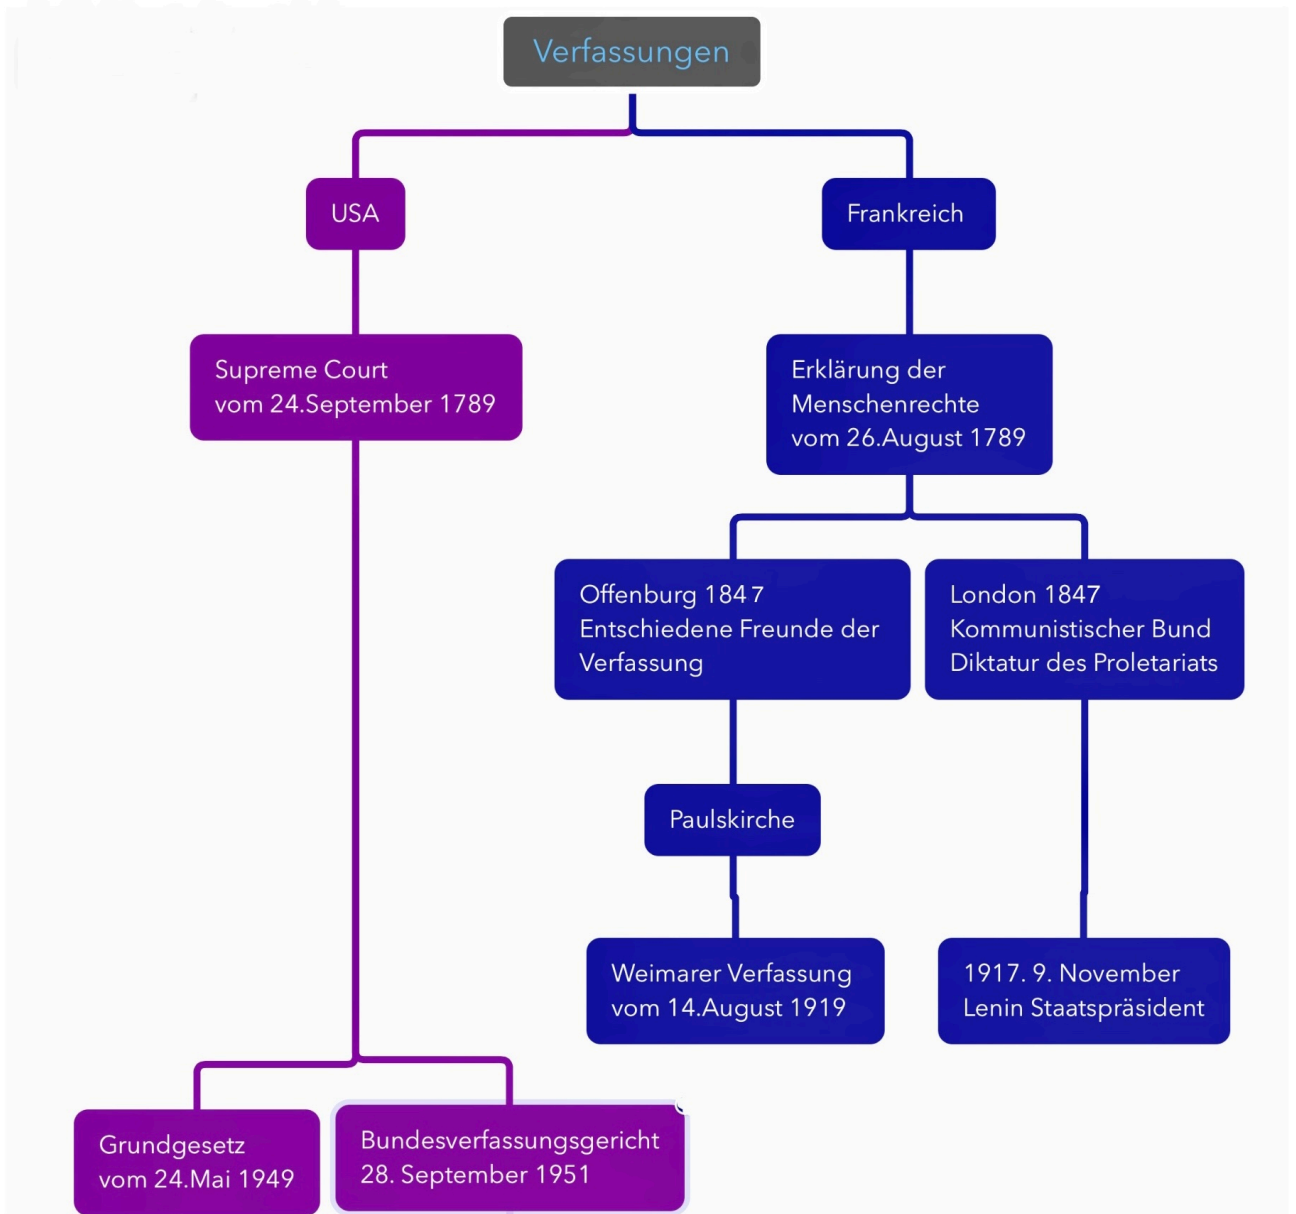 Verfassungen
USA
Frankreich
Supreme Court
vom 24.September 1789
Erklärung der
Menschenrechte
vom 26.August 1789
Offenburg 1847
Entschiedene Freunde der
Verfassung
London 1847
Kommunistischer Bund
Diktatur des Proletariats
Paulskirche
Weimarer Verfassung
vom 14.August 1919
1917. 9. November
Lenin Staatspräsident
Grundgesetz
vom 24.Mai 1949
Bundesverfassungsgericht
28. September 1951